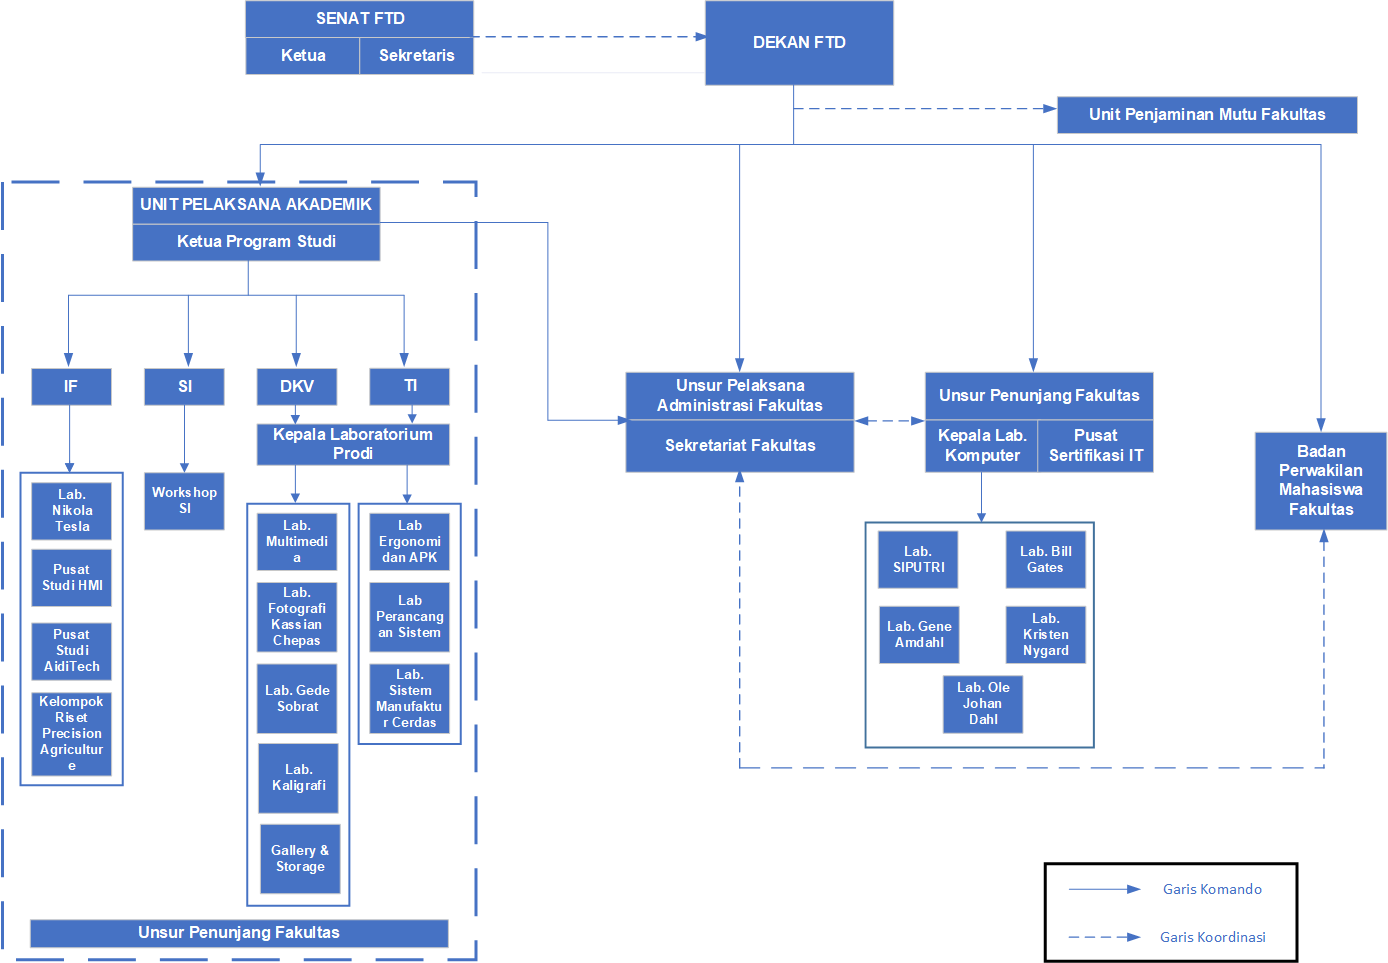 SENAT FTD
Ketua
Sekretaris
DEKAN FTD
Unit Penjaminan Mutu Fakultas
UNIT PELAKSANA AKADEMIK
Ketua Program Studi
IF
SI
DKV
TI
Kepala Laboratorium
Prodi
Lab.
Nikola
Tesla
Pusat
Studi HMI
Pusat
Studi
AidiTech
Kelompok
Riset
Precision
Agricultur
e
Workshop
SI
Lab.
Multimedi
a
Lab.
Fotografi
Kassian
Chepas
Lab. Gede
Sobrat
Lab.
Kaligrafi
Gallery &
Storage
Lab
Ergonomi
dan APK
Lab
Perancang
an Sistem
Lab.
Sistem
Manufaktu
r Cerdas
Unsur Penunjang Fakultas
Unsur Pelaksana
Administrasi Fakultas
Sekretariat Fakultas
Unsur Penunjang Fakultas
Kepala Lab.
Komputer
Pusat
Sertifikasi IT
Lab.
SIPUTRI
Lab. Bill
Gates
Lab. Gene
Amdahl
Lab.
Kristen
Nygard
Lab. Ole
Johan
Dahl
Badan
Perwakilan
Mahasiswa
Fakultas
Garis Komando
Garis Koordinasi